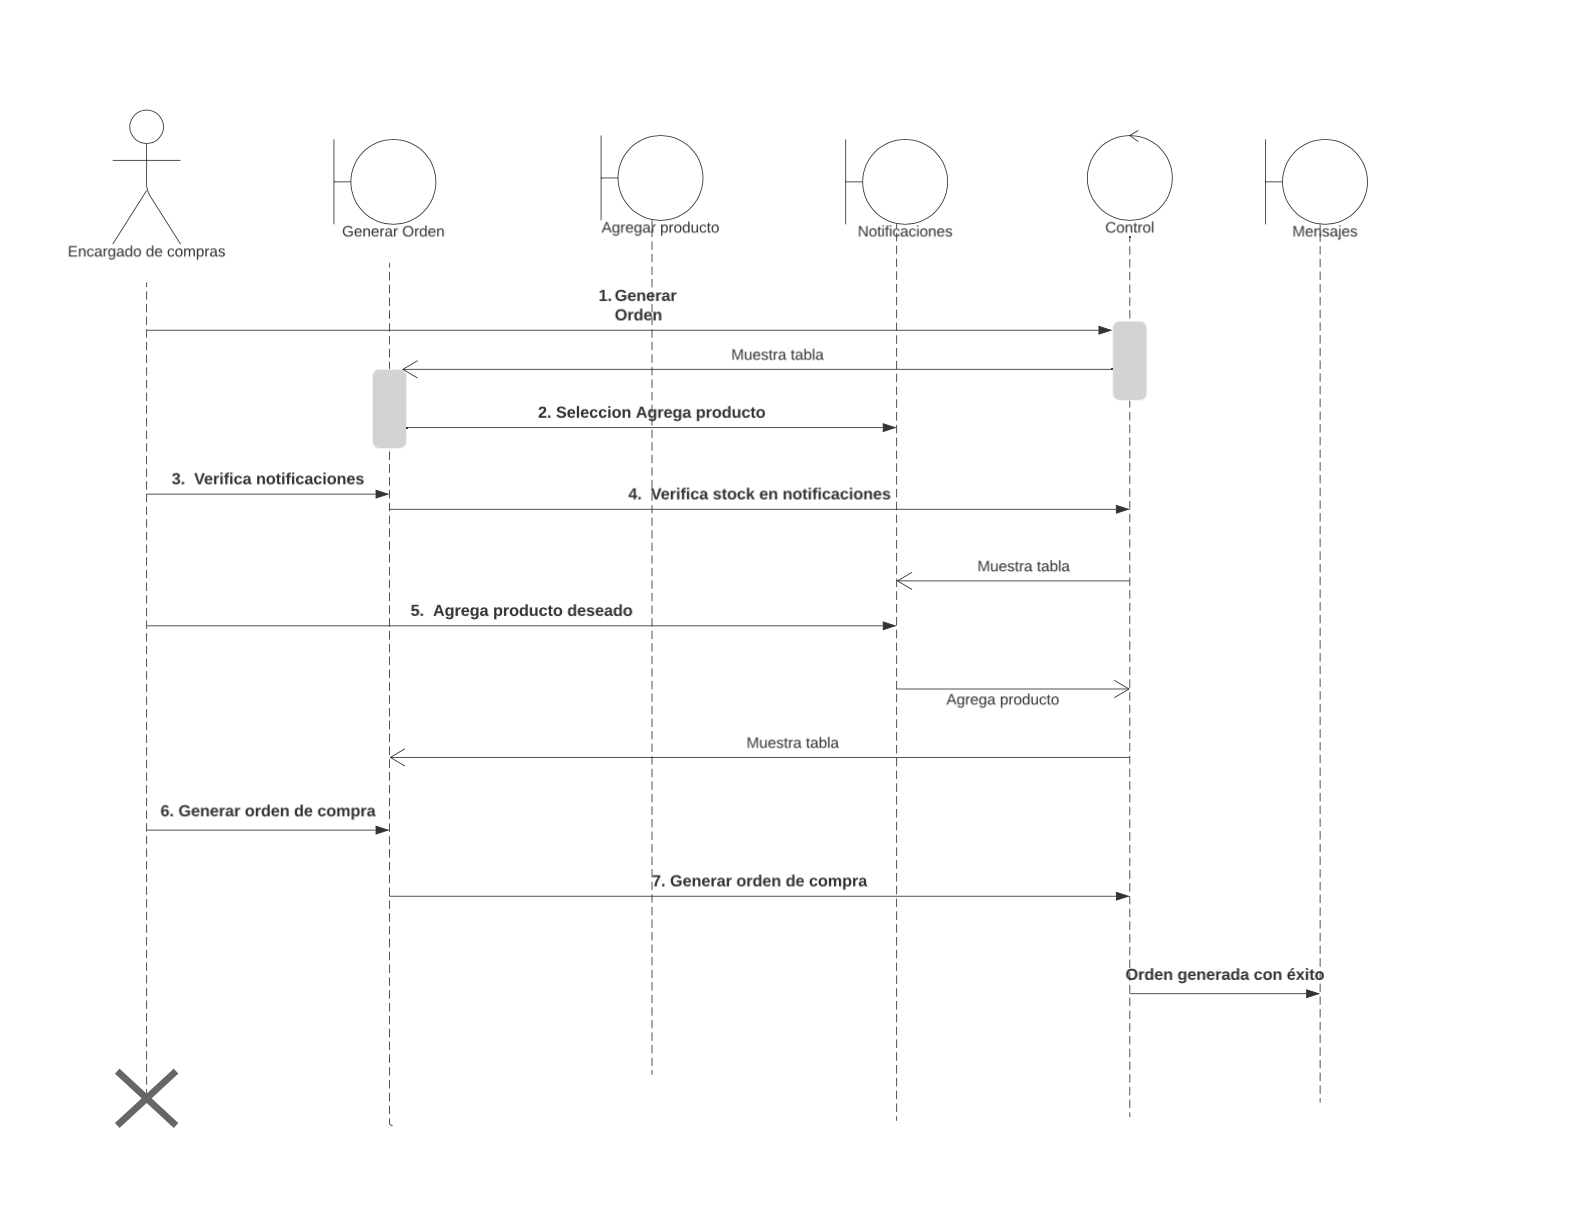 Encargado de compras
Generar Orden
Agregar producto
Notificaciones
Control
Mensajes
1. Generar
Orden
Muestra tabla
2. Seleccion Agrega producto
3. Verifica notificaciones
4. Verifica stock en notificaciones
Muestra tabla
5. Agrega producto deseado
Agrega producto
Muestra tabla
6. Generar orden de compra
7. Generar orden de compra
Orden generada con éxito